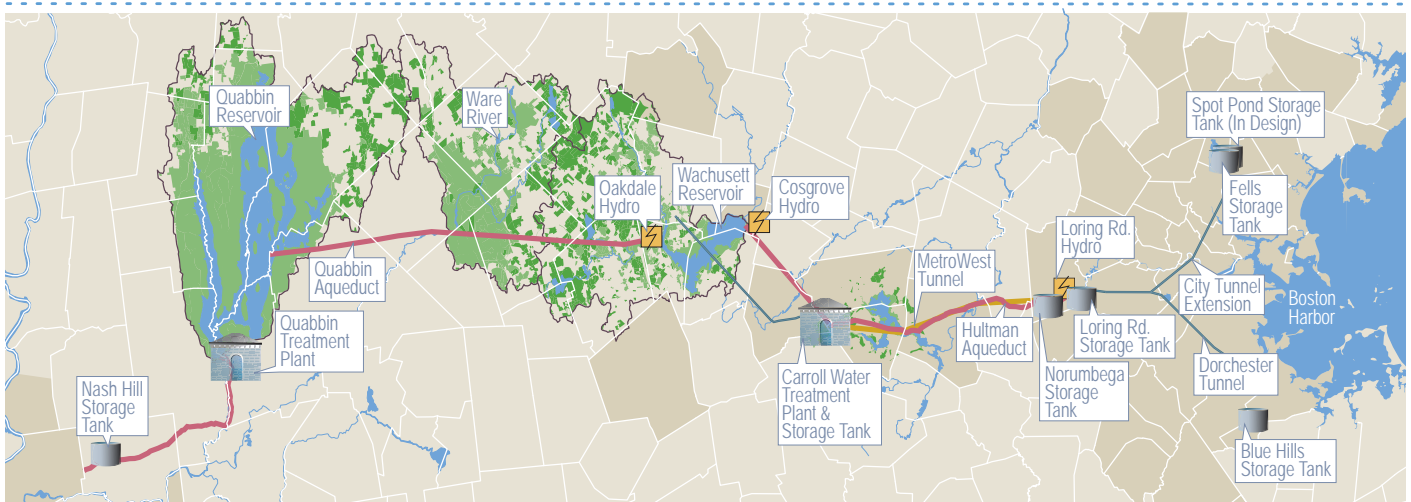 Quabbin
Reservoir
Ware
River
Spot Pond Storage
Tank (In Design)
Oakdale
Hydro
Wachusett
Reservoir
Cosgrove
Hydro
Fells
Storage
Tank
Loring Rd.
Hydro
MetroWest
Tunnel
Quabbin
Aqueduct
City Tunnel
Extension
Boston
Harbor
Quabbin
Treatment
Plant
Hultman
Aqueduct
Loring Rd.
Storage Tank
Dorchester
Tunnel
Nash Hill
Storage
Tank
Carroll Water
Treatment
Plant &
Storage Tank
Norumbega
Storage
Tank
Blue Hills
Storage Tank